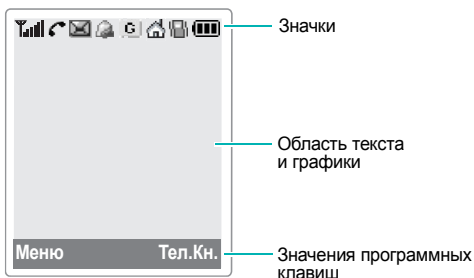 Значки
G
Область текста
и графики
Меню Тел.Кн.
Значения программных
клавиш